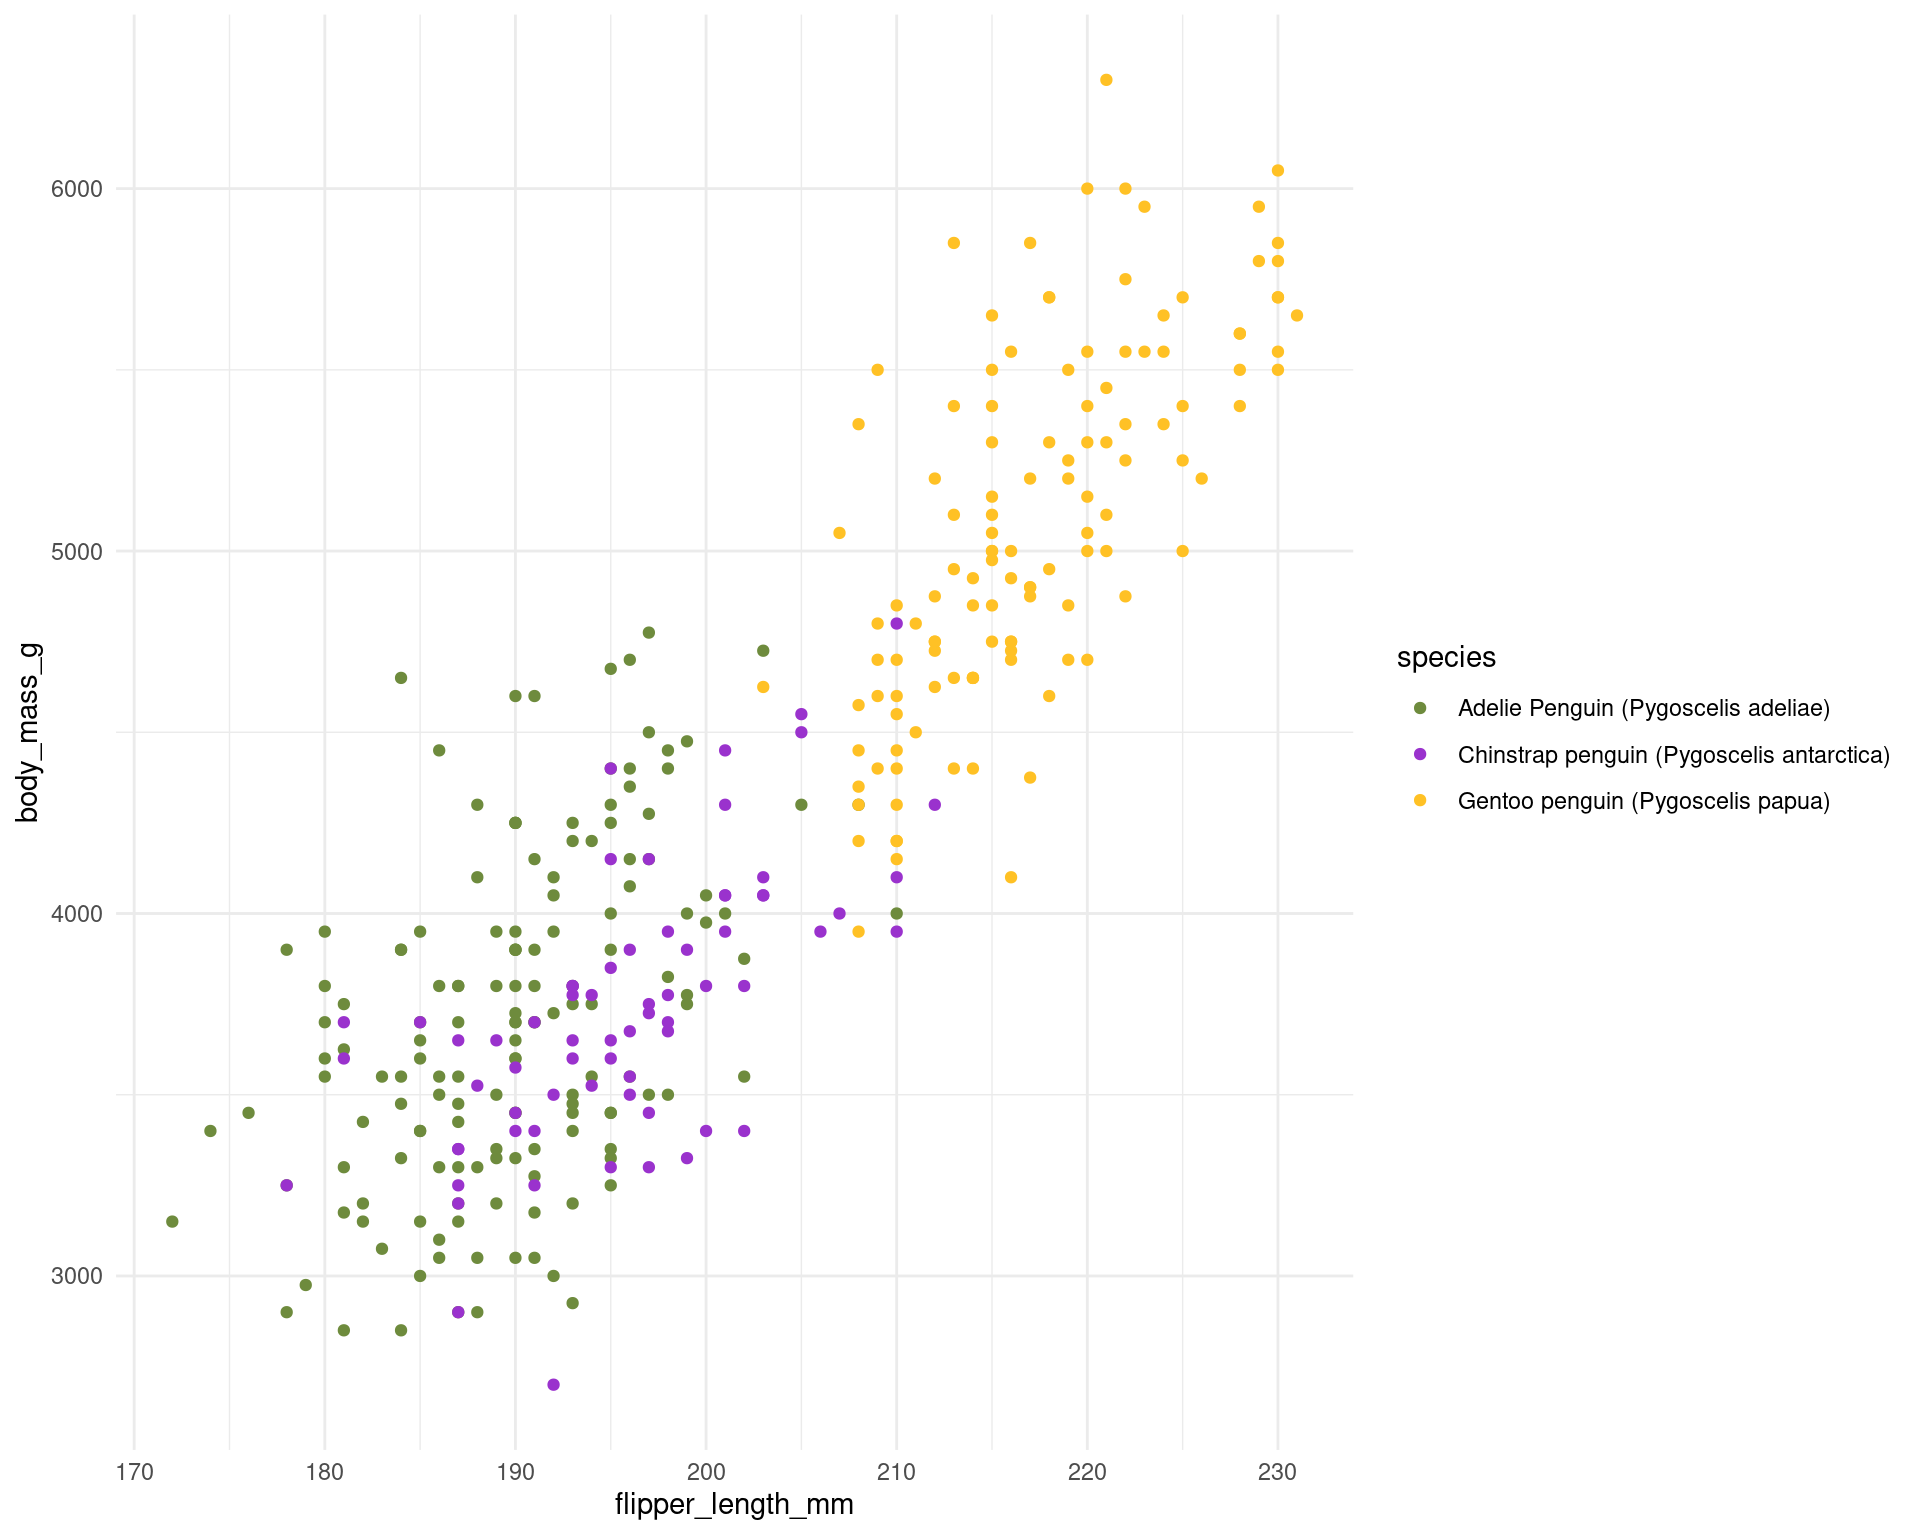 6000
5000
4000
3000
body_mass_g
170
180
190
200
210
220
230
flipper_length_mm
species
Adelie Penguin (Pygoscelis adeliae)
Chinstrap penguin (Pygoscelis antarctica)
Gentoo penguin (Pygoscelis papua)